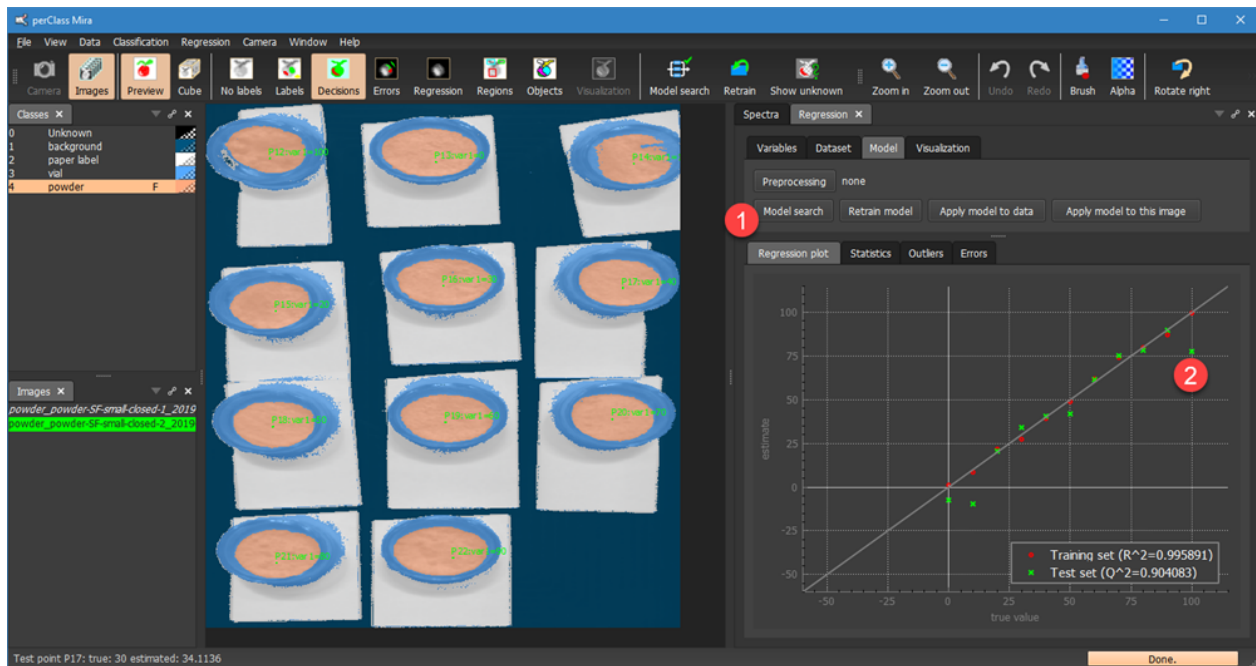 perClass Mira
File View Data Classification Regression Camera Window Help
Camera Images Preview Cube No labels Labels Decisions Errors Regression Regions Objects Visualization Model search Retrain Show unknown Zoom in Zoom out Undo Redo Brush Alpha Rotate right
Classes
0 Unknown
1 background
2 paper label
3 vial
4 powder F
Images
powder_powder-SF-small-closed-1_2019
powder_powder-SF-small-closed-2_2019
P12:var1=100
Spectra Regression
Variables Dataset Model Visualization
Preprocessing none
1
Model search Retrain model Apply model to data Apply model to this image
Regression plot Statistics Outliers Errors
100
75
50
25
0
-25
-50
estimate
2
Training set (R^2=0.995891)
Test set (Q^2=0.904083)
-50 -25 0 25 50 75 100
true value
Test point P17: true: 30 estimated: 34.1136
Done.